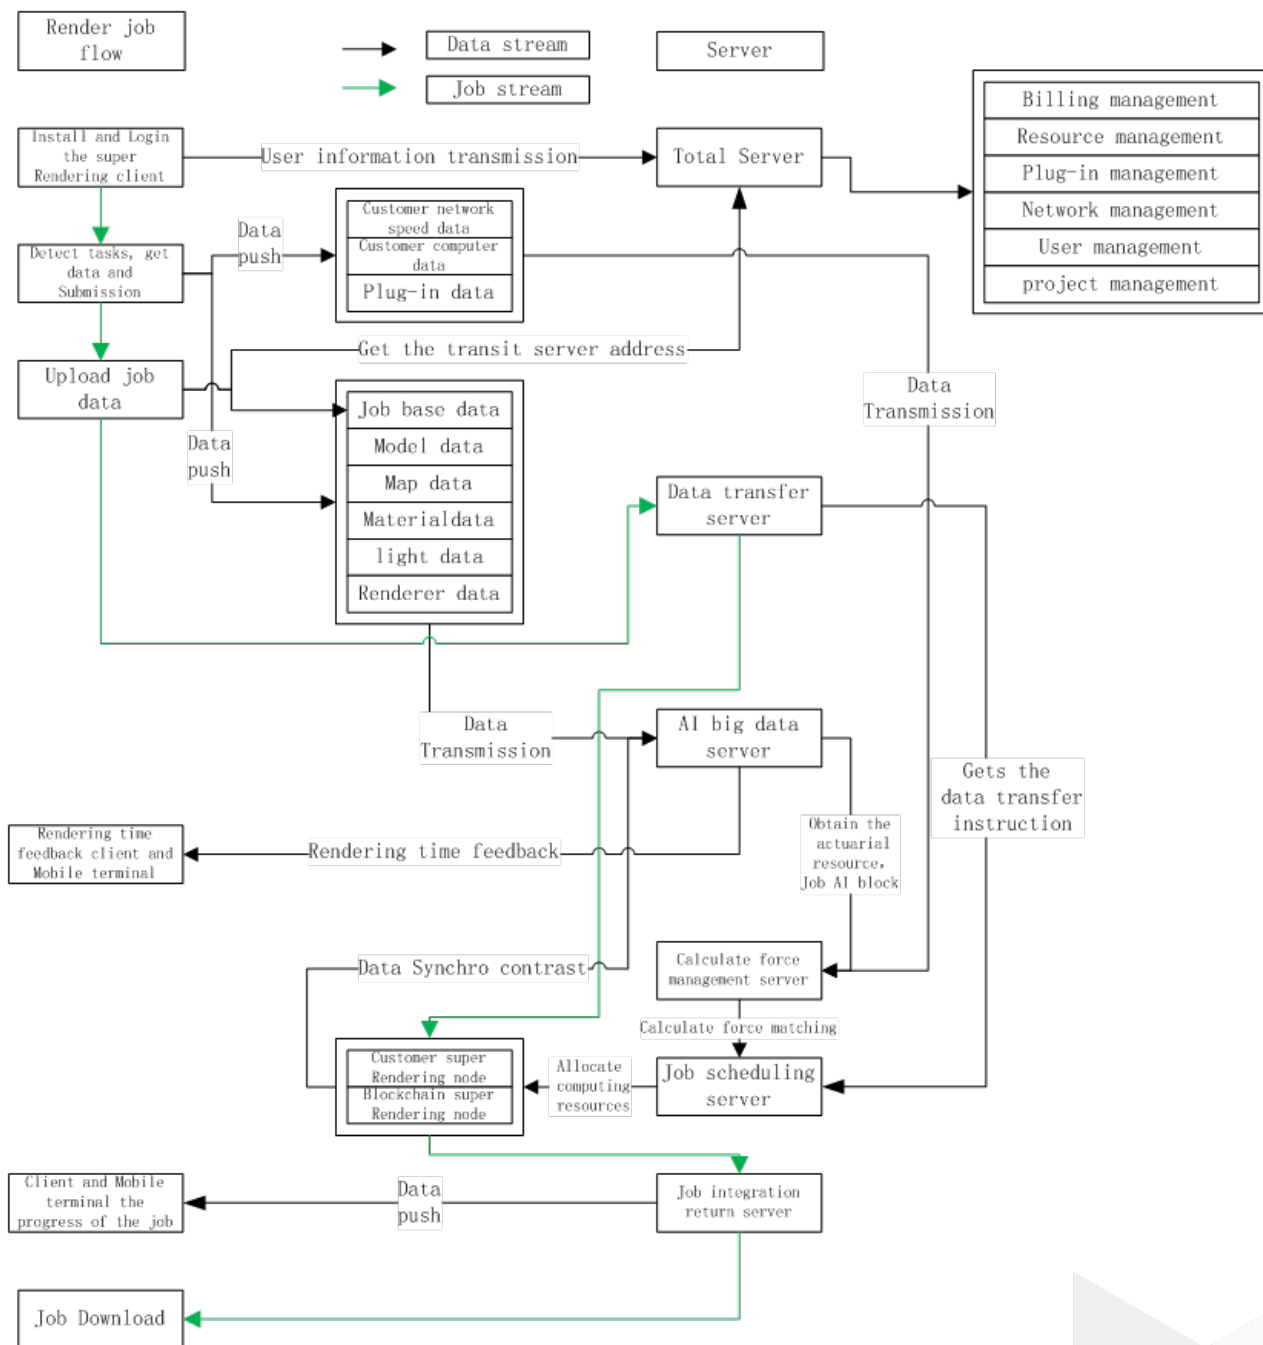 Render job
flow
Data stream
Job stream
Server
Billing management
Resource management
Plug-in management
Network management
User management
project management
Install and Login
the super
Rendering client
User information transmission
Total Server
Customer network
speed data
Customer computer
data
Plug-in data
Data
push
Detect tasks, get
data and
Submission
Get the transit server address
Upload job
data
Data
push
Job base data
Model data
Map data
Materialdata
light data
Renderer data
Data
Transmission
Data transfer
server
Data
Transmission
AI big data
server
Gets the
data transfer
instruction
Obtain the
actuarial
resource,
Job AI block
Rendering time
feedback client and
Mobile terminal
Rendering time feedback
Data Synchro contrast
Calculate force
management server
Calculate force matching
Customer super
Rendering node
Blockchain super
Rendering node
Allocate
computing
resources
Job scheduling
server
Client and Mobile
terminal the
progress of the job
Data
push
Job integration
return server
Job Download